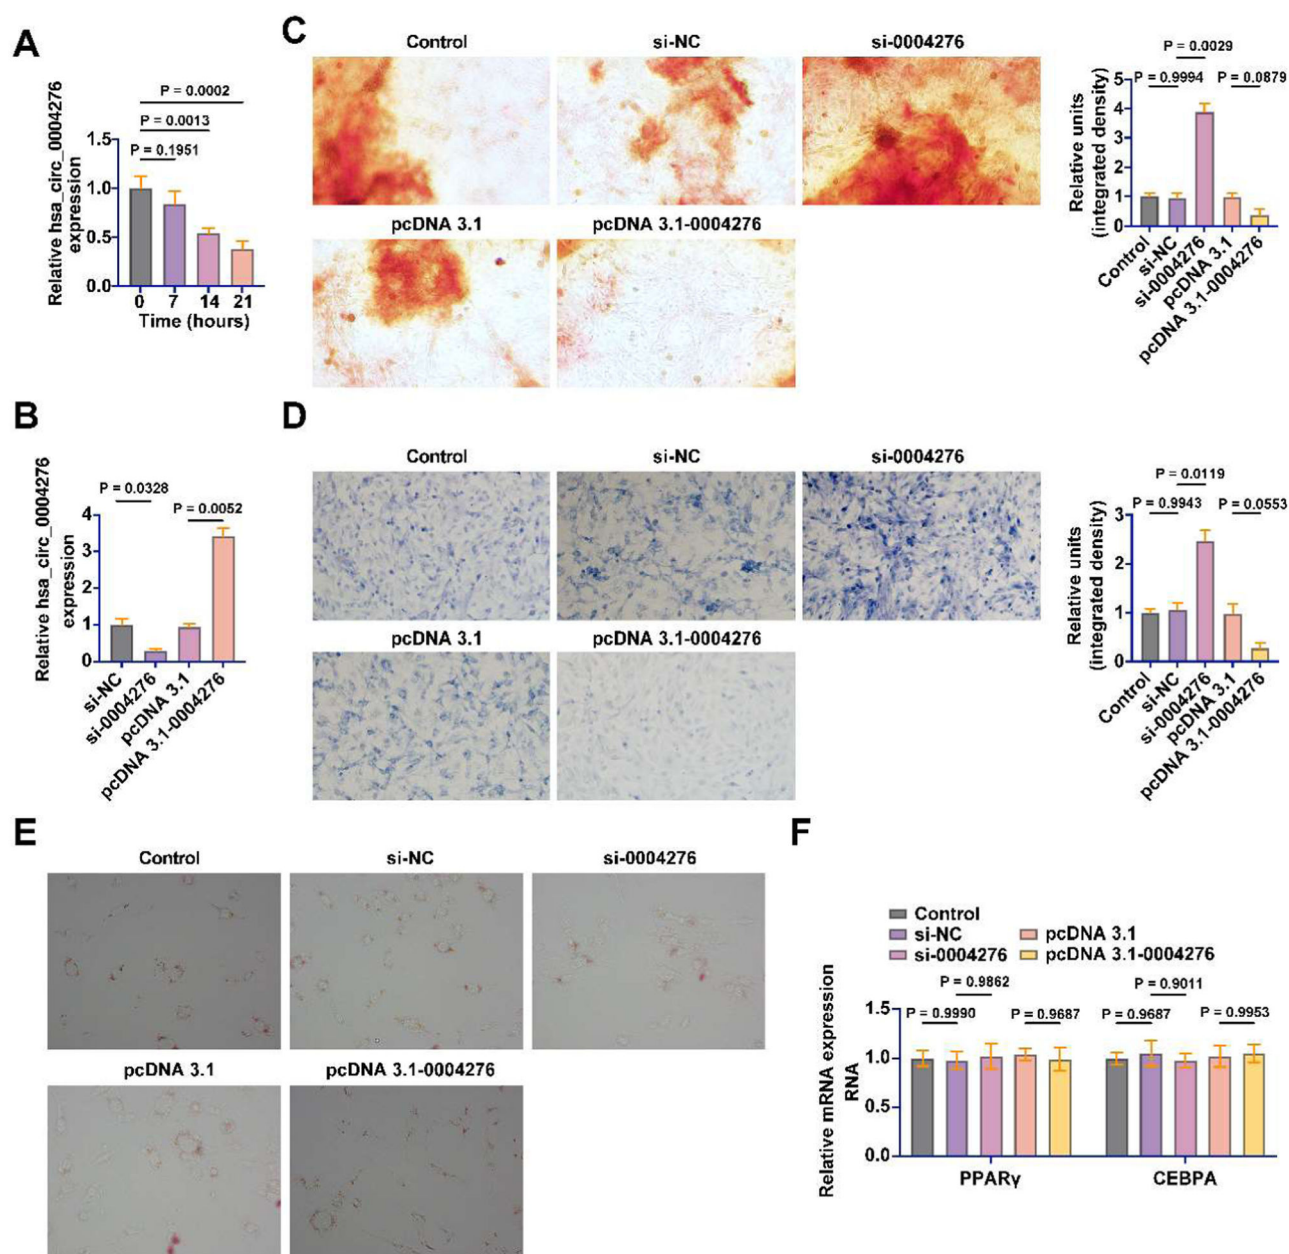 A
P = 0.0002
P = 0.0013
P = 0.1951
Relative hsa_circ_0004276
expression
1.5
1.0
0.5
0.0
0 7 14 21
Time (hours)
B
P = 0.0328
P = 0.0052
Relative hsa_circ_0004276
expression
4
3
2
1
0
si-NC
si-0004276
pcDNA 3.1
pcDNA 3.1-0004276
C
Control
si-NC
si-0004276
pcDNA 3.1
pcDNA 3.1-0004276
P = 0.0029
P = 0.9994
P = 0.0879
Relative units
(integrated density)
5
4
3
2
1
0
Control
si-NC
si-0004276
pcDNA 3.1
pcDNA 3.1-0004276
D
Control
si-NC
si-0004276
pcDNA 3.1
pcDNA 3.1-0004276
P = 0.0119
P = 0.9943
P = 0.0553
Relative units
(integrated density)
3
2
1
0
Control
si-NC
si-0004276
pcDNA 3.1
pcDNA 3.1-0004276
E
Control
si-NC
si-0004276
pcDNA 3.1
pcDNA 3.1-0004276
F
Control
si-NC
si-0004276
pcDNA 3.1
pcDNA 3.1-0004276
P = 0.9862
P = 0.9990
P = 0.9687
P = 0.9011
P = 0.9687
P = 0.9953
Relative mRNA expression
RNA
1.5
1.0
0.5
0.0
PPARγ
CEBPA